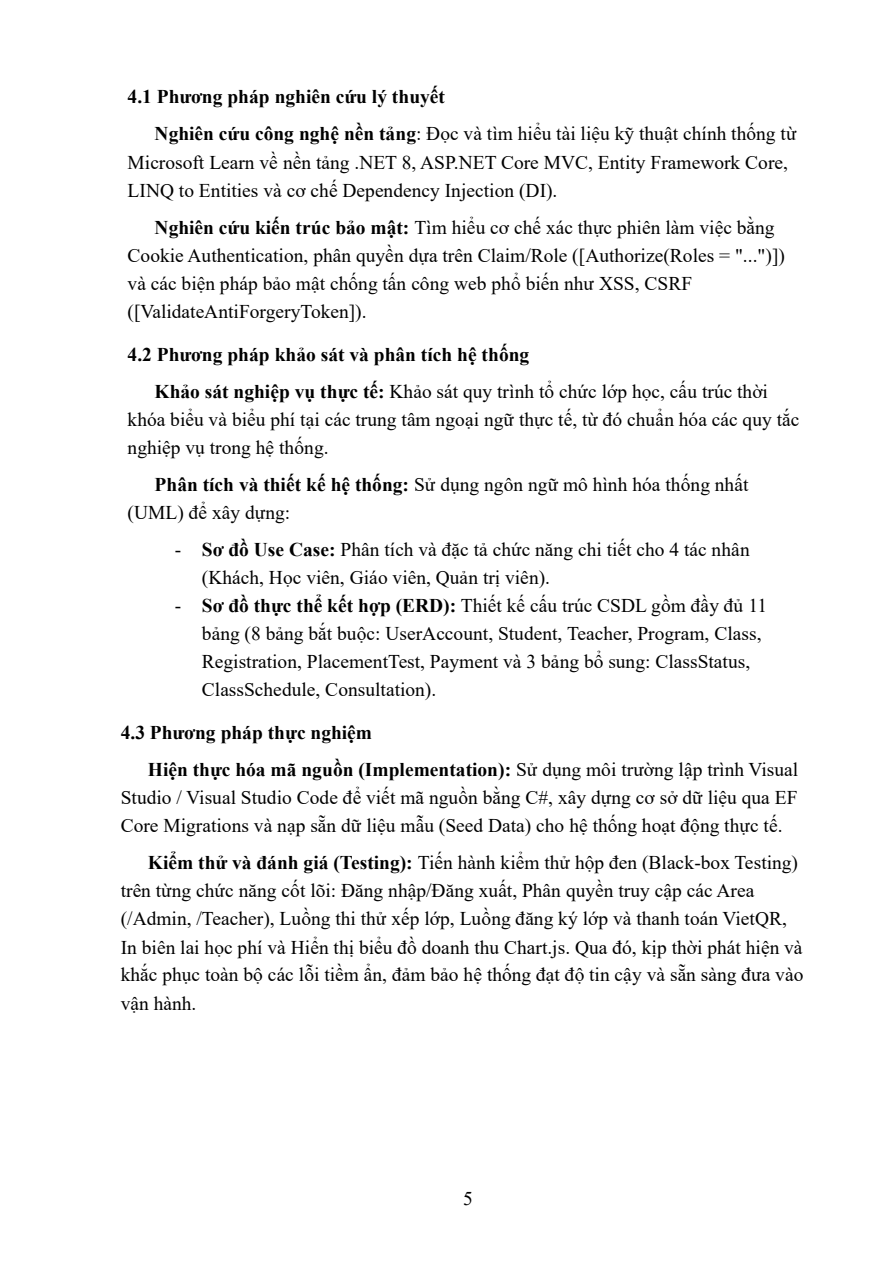 4.1 Phương pháp nghiên cứu lý thuyết
Nghiên cứu công nghệ nền tảng: Đọc và tìm hiểu tài liệu kỹ thuật chính thống từ
Microsoft Learn về nền tảng .NET 8, ASP.NET Core MVC, Entity Framework Core,
LINQ to Entities và cơ chế Dependency Injection (DI).
Nghiên cứu kiến trúc bảo mật: Tìm hiểu cơ chế xác thực phiên làm việc bằng
Cookie Authentication, phân quyền dựa trên Claim/Role ([Authorize(Roles = "...")])
và các biện pháp bảo mật chống tấn công web phổ biến như XSS, CSRF
([ValidateAntiForgeryToken]).
4.2 Phương pháp khảo sát và phân tích hệ thống
Khảo sát nghiệp vụ thực tế: Khảo sát quy trình tổ chức lớp học, cấu trúc thời
khóa biểu và biểu phí tại các trung tâm ngoại ngữ thực tế, từ đó chuẩn hóa các quy tắc
nghiệp vụ trong hệ thống.
Phân tích và thiết kế hệ thống: Sử dụng ngôn ngữ mô hình hóa thống nhất
(UML) để xây dựng:
- Sơ đồ Use Case: Phân tích và đặc tả chức năng chi tiết cho 4 tác nhân
(Khách, Học viên, Giáo viên, Quản trị viên).
- Sơ đồ thực thể kết hợp (ERD): Thiết kế cấu trúc CSDL gồm đầy đủ 11
bảng (8 bảng bắt buộc: UserAccount, Student, Teacher, Program, Class,
Registration, PlacementTest, Payment và 3 bảng bổ sung: ClassStatus,
ClassSchedule, Consultation).
4.3 Phương pháp thực nghiệm
Hiện thực hóa mã nguồn (Implementation): Sử dụng môi trường lập trình Visual
Studio / Visual Studio Code để viết mã nguồn bằng C#, xây dựng cơ sở dữ liệu qua EF
Core Migrations và nạp sẵn dữ liệu mẫu (Seed Data) cho hệ thống hoạt động thực tế.
Kiểm thử và đánh giá (Testing): Tiến hành kiểm thử hộp đen (Black-box Testing)
trên từng chức năng cốt lõi: Đăng nhập/Đăng xuất, Phân quyền truy cập các Area
(/Admin, /Teacher), Luồng thi thử xếp lớp, Luồng đăng ký lớp và thanh toán VietQR,
In biên lai học phí và Hiển thị biểu đồ doanh thu Chart.js. Qua đó, kịp thời phát hiện và
khắc phục toàn bộ các lỗi tiềm ẩn, đảm bảo hệ thống đạt độ tin cậy và sẵn sàng đưa vào
vận hành.
5